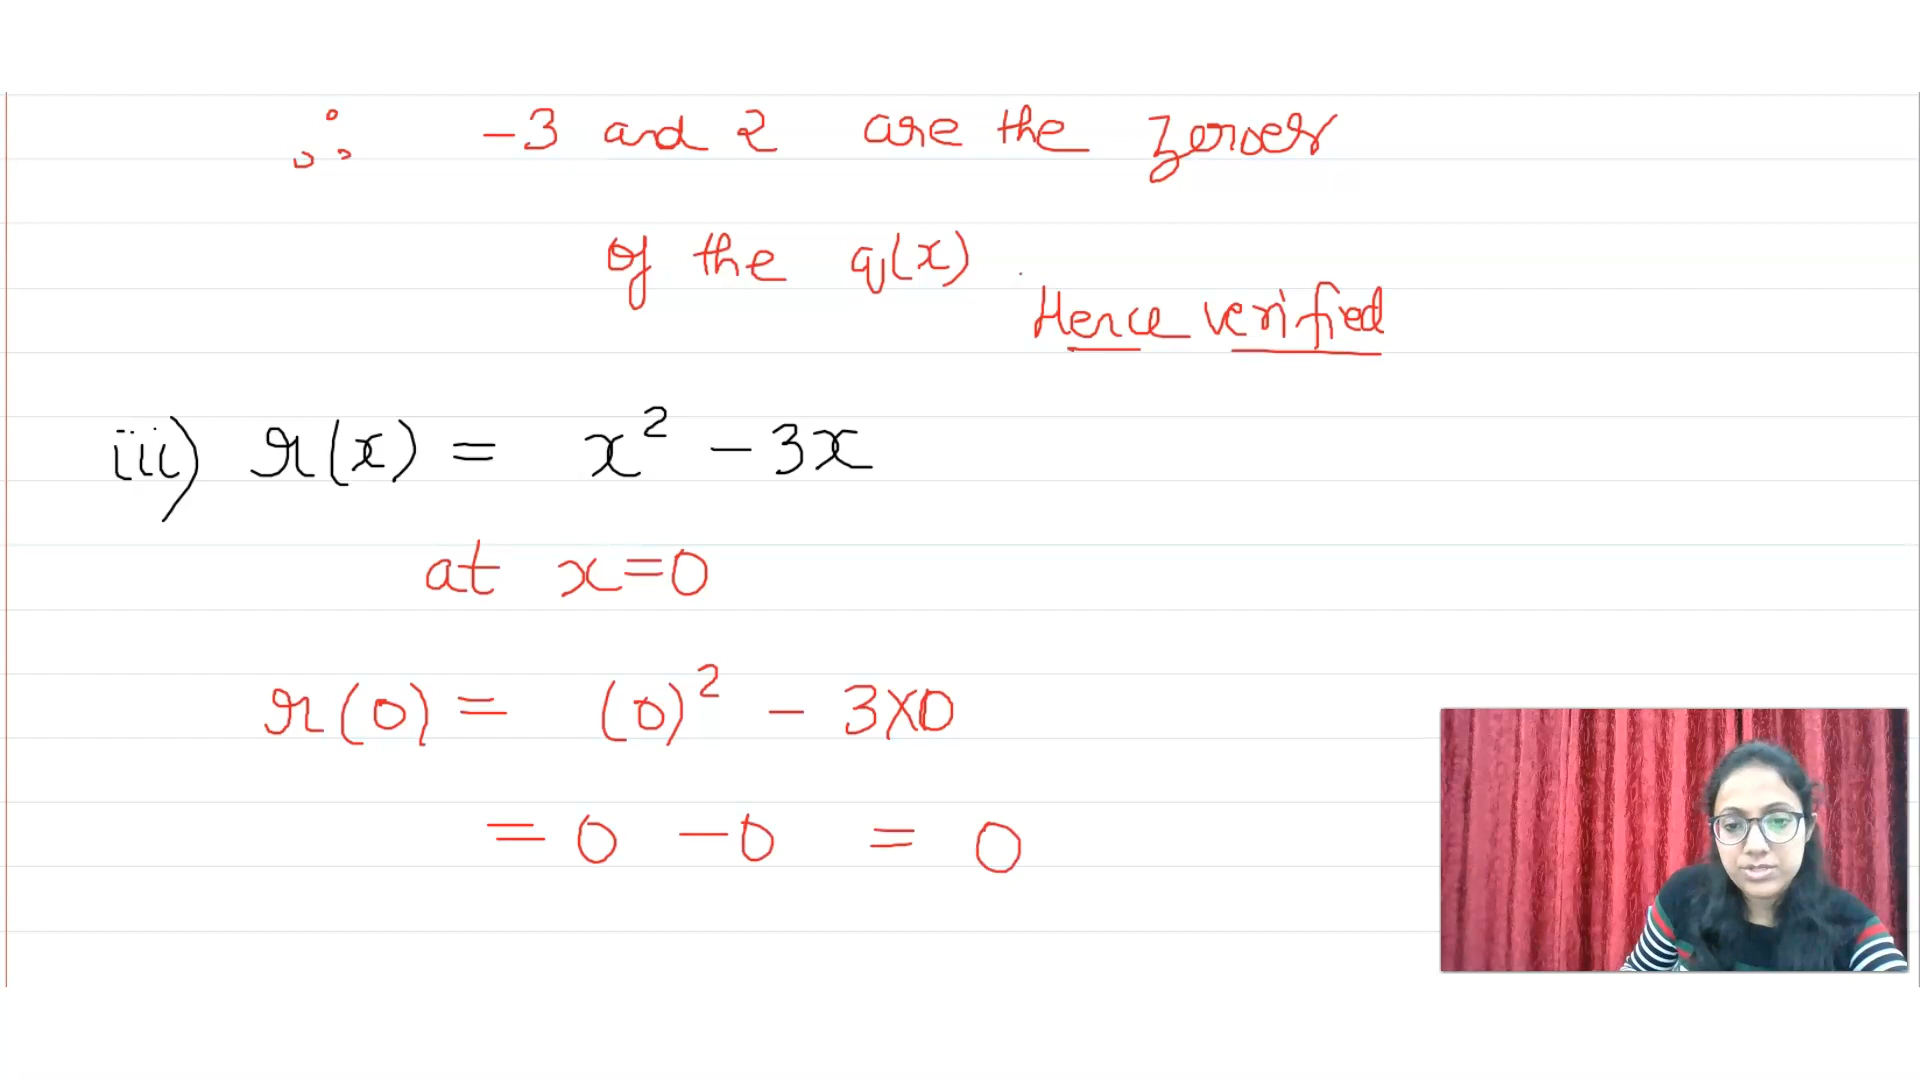 ∴ -3 and 2 are the zeroes
of the q(x)
Hence verified
iii) r(x) = x² - 3x
at x=0
r(0) = (0)² - 3×0
= 0 - 0 = 0